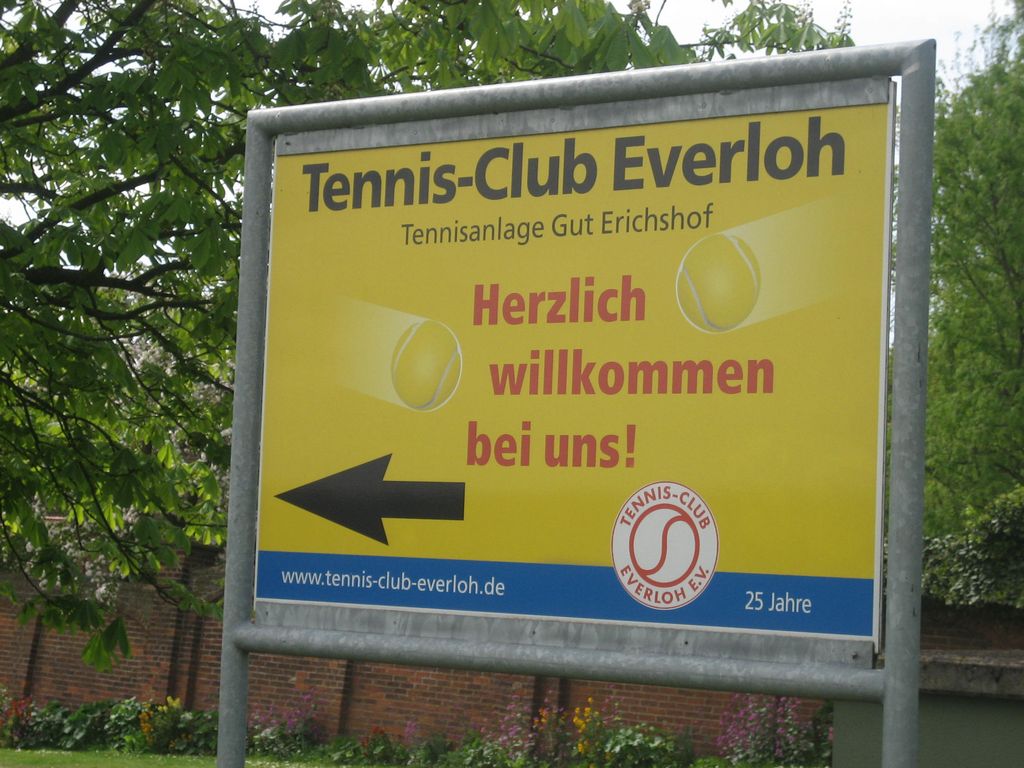 Tennis-Club Everloh
Tennisanlage Gut Erichshof
Herzlich
willkommen
bei uns!
TENNIS-CLUB
EVERLOH E.V.
www.tennis-club-everloh.de
25 Jahre